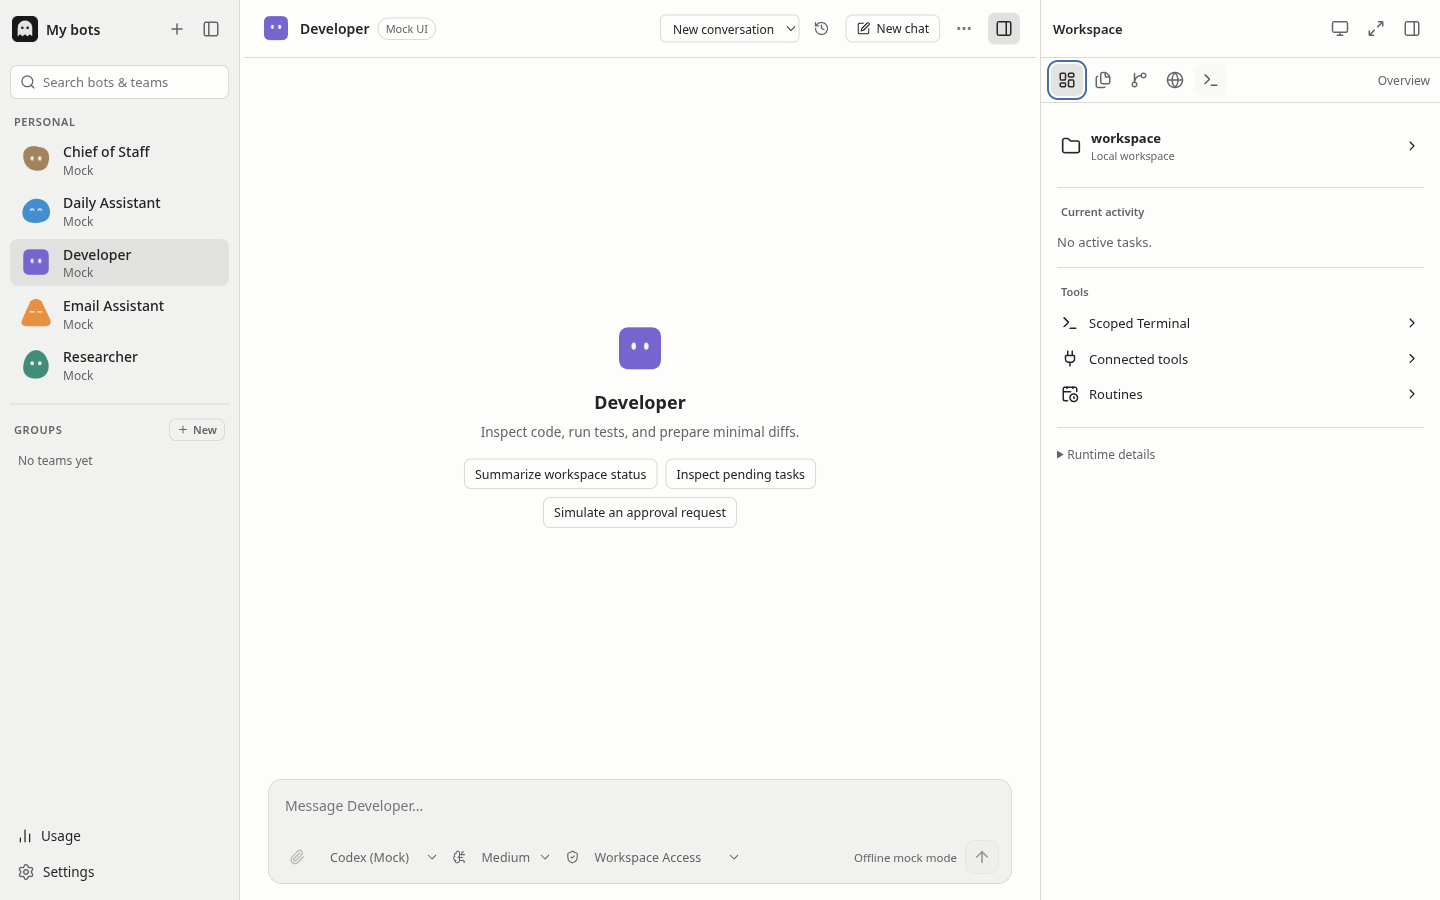 My bots
Search bots & teams
PERSONAL
Chief of Staff
Mock
Daily Assistant
Mock
Developer
Mock
Email Assistant
Mock
Researcher
Mock
GROUPS
New
No teams yet
Usage
Settings
Developer
Mock UI
New conversation
New chat
Developer
Inspect code, run tests, and prepare minimal diffs.
Summarize workspace status
Inspect pending tasks
Simulate an approval request
Message Developer...
Codex (Mock)
Medium
Workspace Access
Offline mock mode
Workspace
Overview
workspace
Local workspace
Current activity
No active tasks.
Tools
Scoped Terminal
Connected tools
Routines
Runtime details